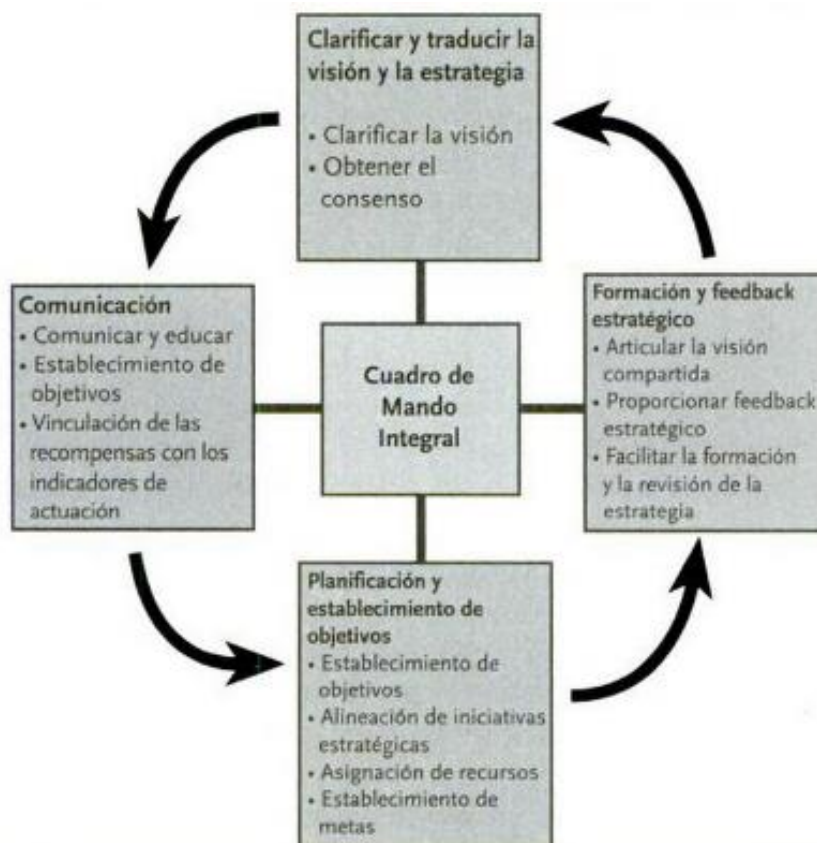 Clarificar y traducir la
visión y la estrategia
• Clarificar la visión
• Obtener el
consenso
Comunicación
• Comunicar y educar
• Establecimiento de
objetivos
• Vinculación de las
recompensas con los
indicadores de
actuación
Cuadro de
Mando
Integral
Formación y feedback
estratégico
• Articular la visión
compartida
• Proporcionar feedback
estratégico
• Facilitar la formación
y la revisión de la
estrategia
Planificación y
establecimiento de
objetivos
• Establecimiento de
objetivos
• Alineación de iniciativas
estratégicas
• Asignación de recursos
• Establecimiento de
metas